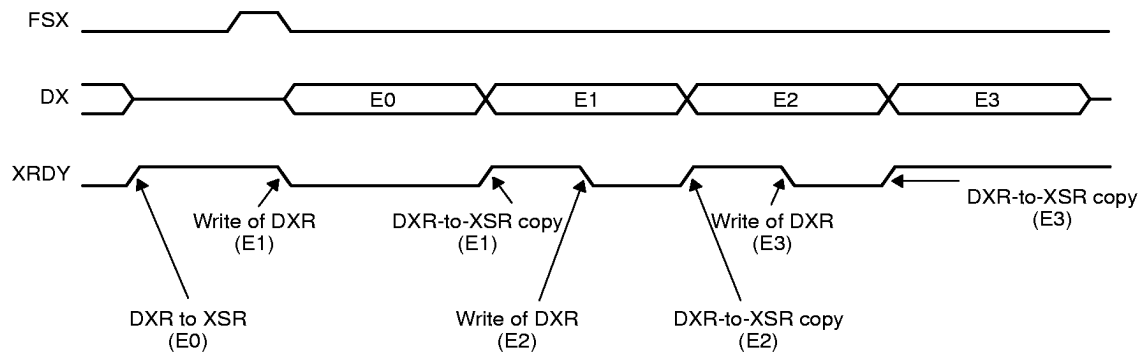 FSX
DX
E0
E1
E2
E3
XRDY
Write of DXR
(E1)
DXR-to-XSR copy
(E1)
Write of DXR
(E3)
DXR-to-XSR copy
(E3)
DXR to XSR
(E0)
Write of DXR
(E2)
DXR-to-XSR copy
(E2)